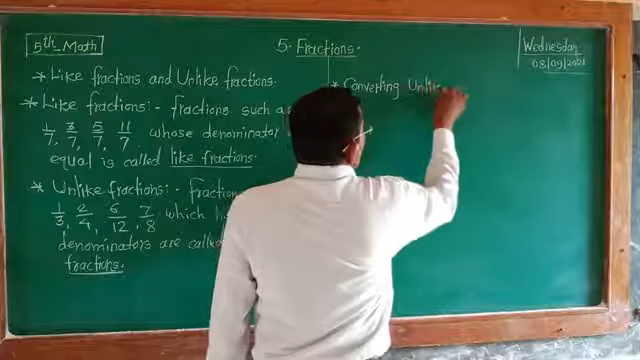 5th Math
5. Fractions.
Wednesday
08/09/2021
* Like fractions and Unlike fractions.
* Like fractions:- fractions such as
1/7, 3/7, 5/7, 11/7. whose denominator
equal is called like fractions.
* Unlike fractions:- fraction
1/3, 2/4, 6/12, 7/8 which
denominators are called
fractions.
* Converting Unlik